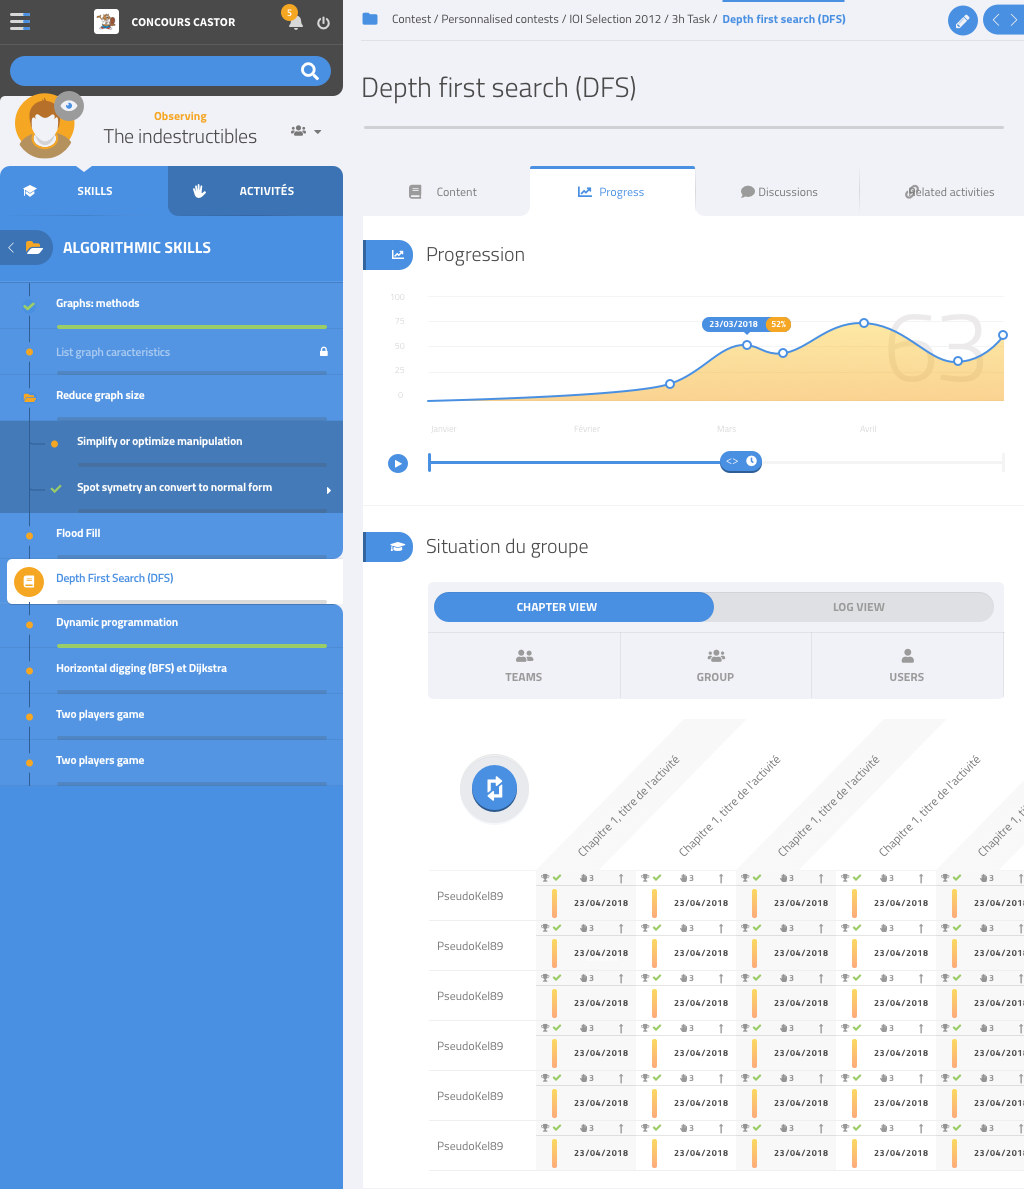 CONCOURS CASTOR
5
Contest / Personnalised contests / IOI Selection 2012 / 3h Task / Depth first search (DFS)
Observing
The indestructibles
SKILLS
ACTIVITÉS
ALGORITHMIC SKILLS
Graphs: methods
List graph caracteristics
Reduce graph size
Simplify or optimize manipulation
Spot symetry an convert to normal form
Flood Fill
Depth First Search (DFS)
Dynamic programmation
Horizontal digging (BFS) et Dijkstra
Two players game
Two players game
Depth first search (DFS)
Content
Progress
Discussions
Related activities
Progression
100
75
50
25
0
23/03/2018 52%
63
Janvier
Février
Mars
Avril
<>
Situation du groupe
CHAPTER VIEW
LOG VIEW
TEAMS
GROUP
USERS
Chapitre 1, titre de l'activité
Chapitre 1, titre de l'activité
Chapitre 1, titre de l'activité
Chapitre 1, titre de l'activité
Chapitre 1, ti
3 3 3 3 3
PseudoKel89
23/04/2018 23/04/2018 23/04/2018 23/04/2018 23/04/201
3 3 3 3 3
PseudoKel89
23/04/2018 23/04/2018 23/04/2018 23/04/2018 23/04/201
3 3 3 3 3
PseudoKel89
23/04/2018 23/04/2018 23/04/2018 23/04/2018 23/04/201
3 3 3 3 3
PseudoKel89
23/04/2018 23/04/2018 23/04/2018 23/04/2018 23/04/201
3 3 3 3 3
PseudoKel89
23/04/2018 23/04/2018 23/04/2018 23/04/2018 23/04/201
3 3 3 3 3
PseudoKel89
23/04/2018 23/04/2018 23/04/2018 23/04/2018 23/04/201